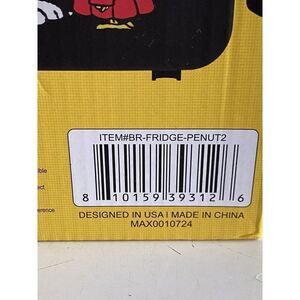 ITEM#BR-FRIDGE-PENUT2
8 10159 39312 6
DESIGNED IN USA | MADE IN CHINA
MAX0010724